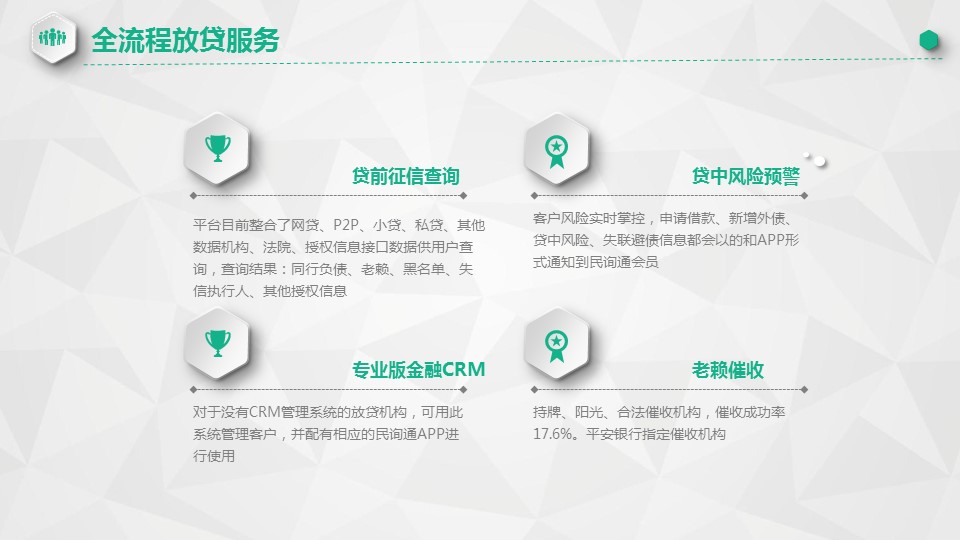 全流程放贷服务
贷前征信查询
平台目前整合了网贷、P2P、小贷、私贷、其他
数据机构、法院、授权信息接口数据供用户查
询，查询结果：同行负债、老赖、黑名单、失
信执行人、其他授权信息
贷中风险预警
客户风险实时掌控，申请借款、新增外债、
贷中风险、失联避债信息都会以的和APP形
式通知到民询通会员
专业版金融CRM
对于没有CRM管理系统的放贷机构，可用此
系统管理客户，并配有相应的民询通APP进
行使用
老赖催收
持牌、阳光、合法催收机构，催收成功率
17.6%。平安银行指定催收机构